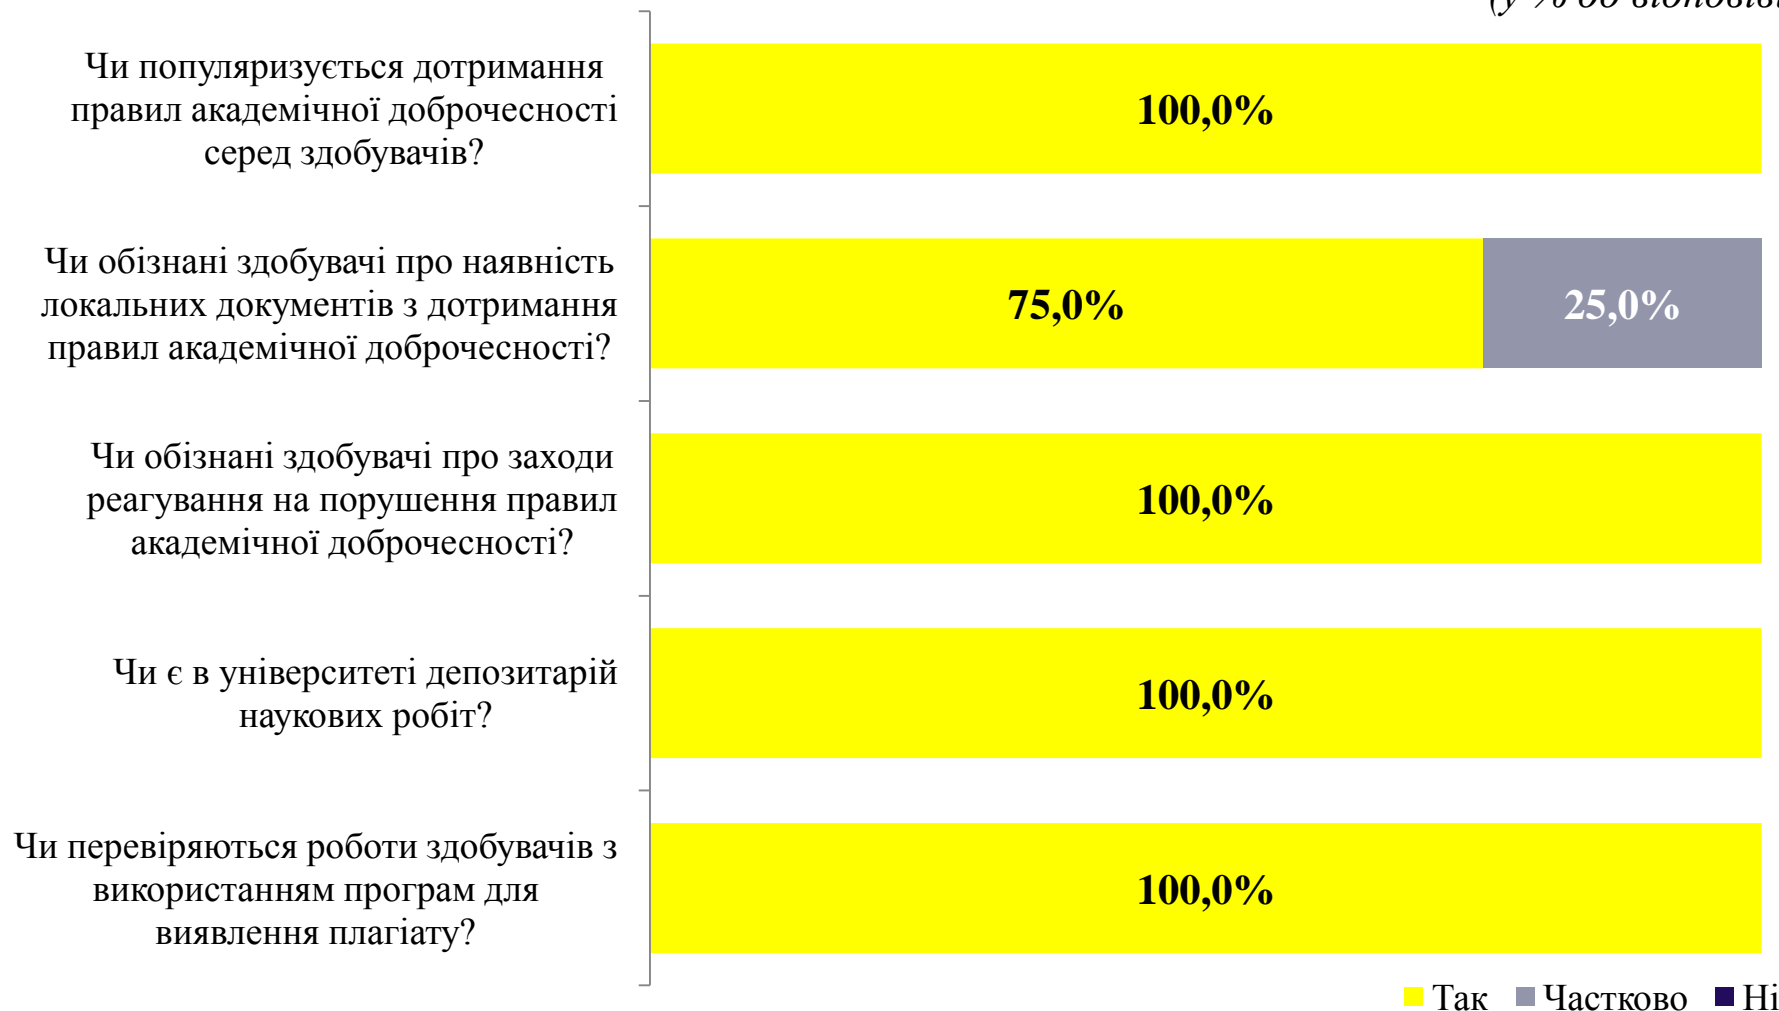 (у % до
Чи популяризується дотримання
правил академічної доброчесності
серед здобувачів?
100,0%
Чи обізнані здобувачі про наявність
локальних документів з дотримання
правил академічної доброчесності?
75,0%
25,0%
Чи обізнані здобувачі про заходи
реагування на порушення правил
академічної доброчесності?
100,0%
Чи є в університеті депозитарій
наукових робіт?
100,0%
Чи перевіряються роботи здобувачів з
використанням програм для
виявлення плагіату?
100,0%
Так Частково Ні